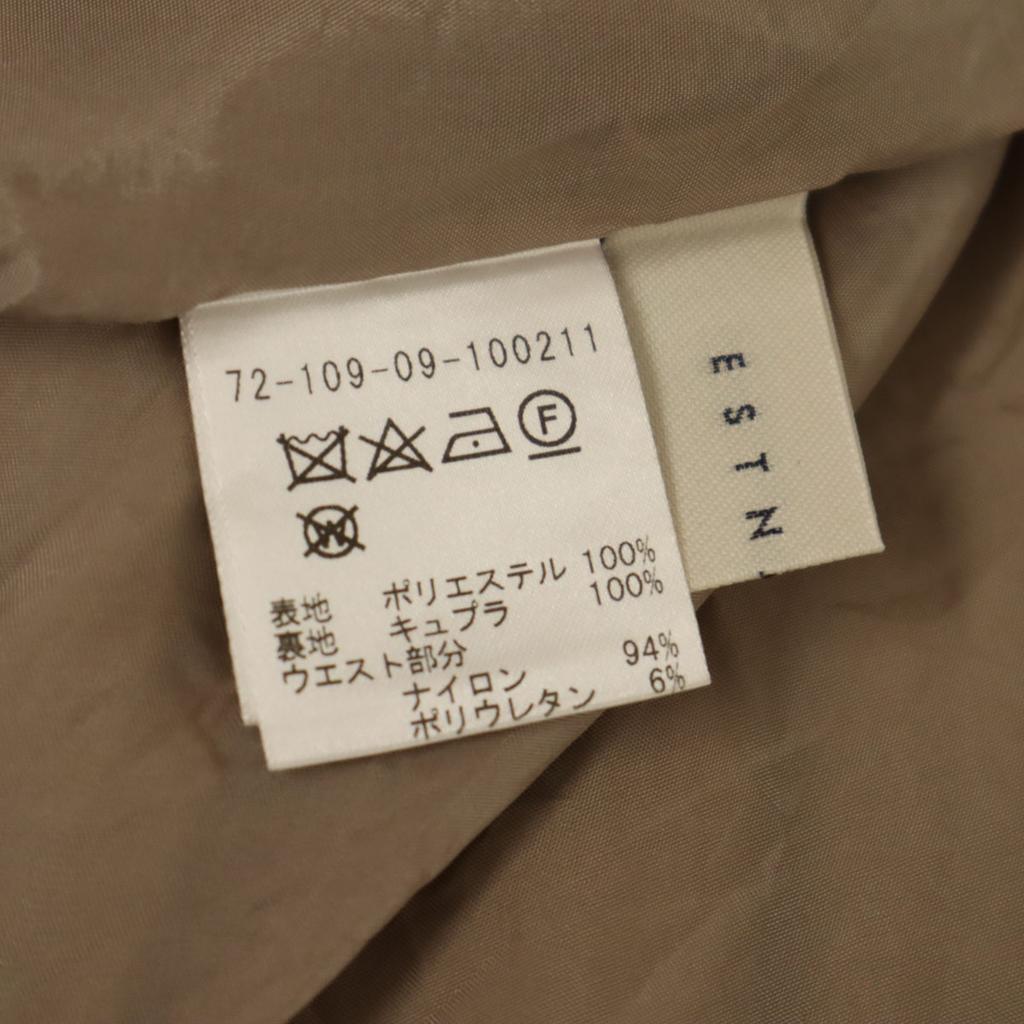 72-109-09-100211
F
W
表地 ポリエステル 100%
裏地 キュプラ 100%
ウエスト部分
ナイロン 94%
ポリウレタン 6%
ESTN